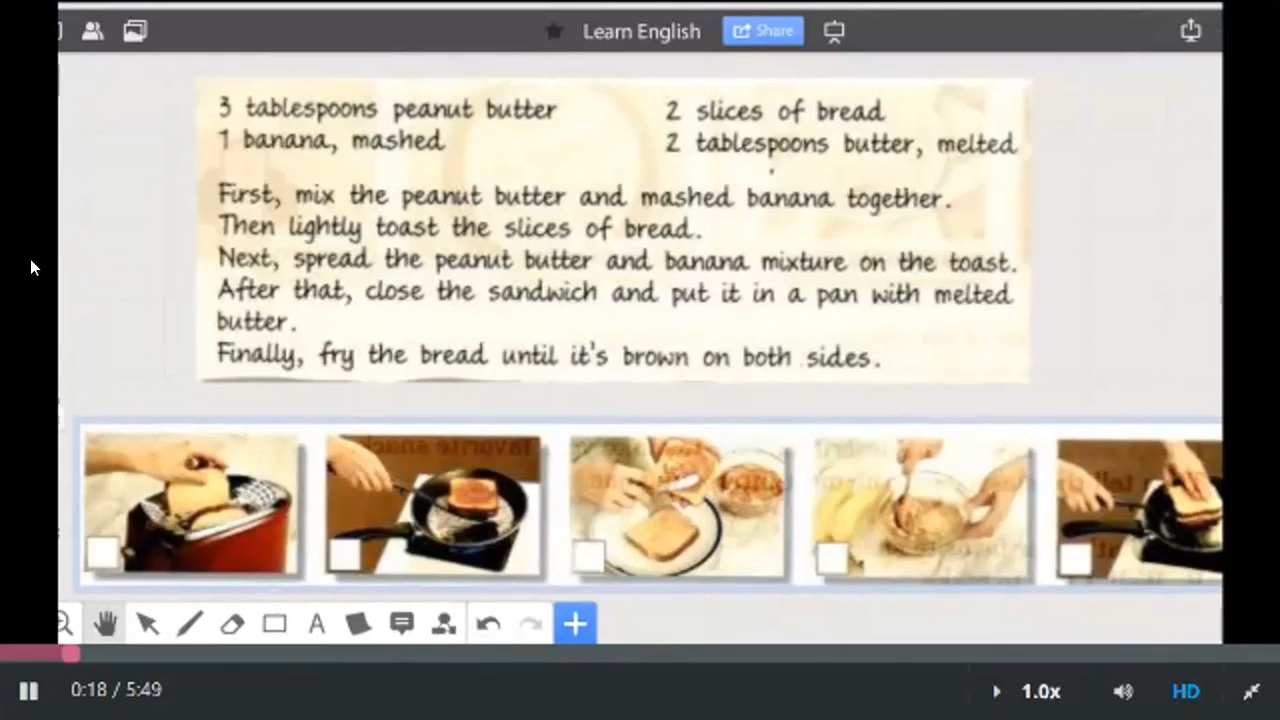 Learn English
Share
3 tablespoons peanut butter
2 slices of bread
1 banana, mashed
2 tablespoons butter, melted
First, mix the peanut butter and mashed banana together.
Then lightly toast the slices of bread.
Next, spread the peanut butter and banana mixture on the toast.
After that, close the sandwich and put it in a pan with melted
butter.
Finally, fry the bread until it's brown on both sides.
A
0:18 / 5:49
1.0x
HD